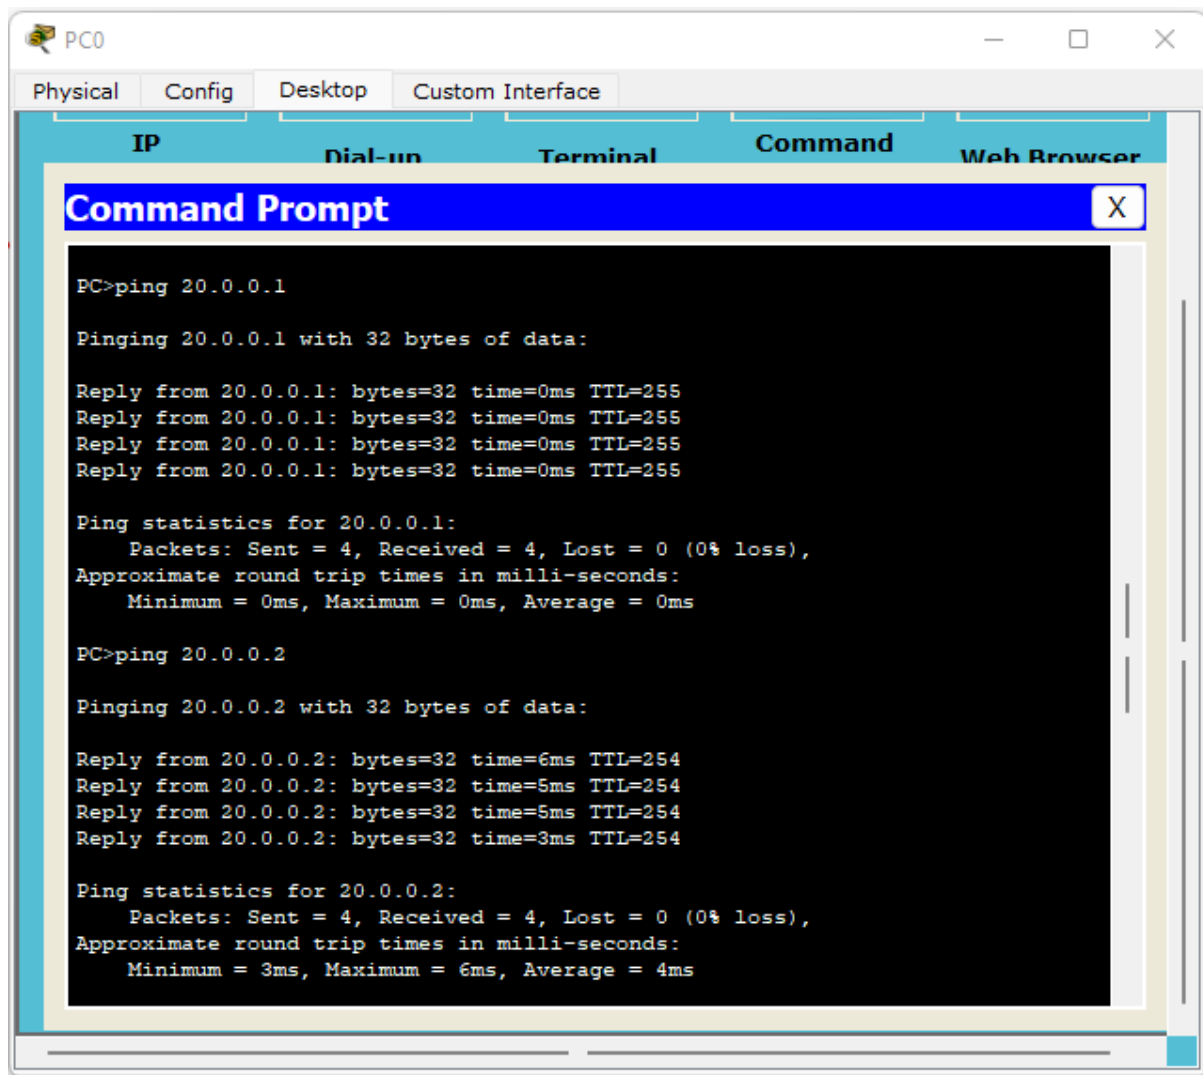 PC0
Physical Config Desktop Custom Interface
IP Dial-up Terminal Command Web Browser
Command Prompt X
PC>ping 20.0.0.1
Pinging 20.0.0.1 with 32 bytes of data:
Reply from 20.0.0.1: bytes=32 time=0ms TTL=255
Reply from 20.0.0.1: bytes=32 time=0ms TTL=255
Reply from 20.0.0.1: bytes=32 time=0ms TTL=255
Reply from 20.0.0.1: bytes=32 time=0ms TTL=255
Ping statistics for 20.0.0.1:
Packets: Sent = 4, Received = 4, Lost = 0 (0% loss),
Approximate round trip times in milli-seconds:
Minimum = 0ms, Maximum = 0ms, Average = 0ms
PC>ping 20.0.0.2
Pinging 20.0.0.2 with 32 bytes of data:
Reply from 20.0.0.2: bytes=32 time=6ms TTL=254
Reply from 20.0.0.2: bytes=32 time=5ms TTL=254
Reply from 20.0.0.2: bytes=32 time=5ms TTL=254
Reply from 20.0.0.2: bytes=32 time=3ms TTL=254
Ping statistics for 20.0.0.2:
Packets: Sent = 4, Received = 4, Lost = 0 (0% loss),
Approximate round trip times in milli-seconds:
Minimum = 3ms, Maximum = 6ms, Average = 4ms